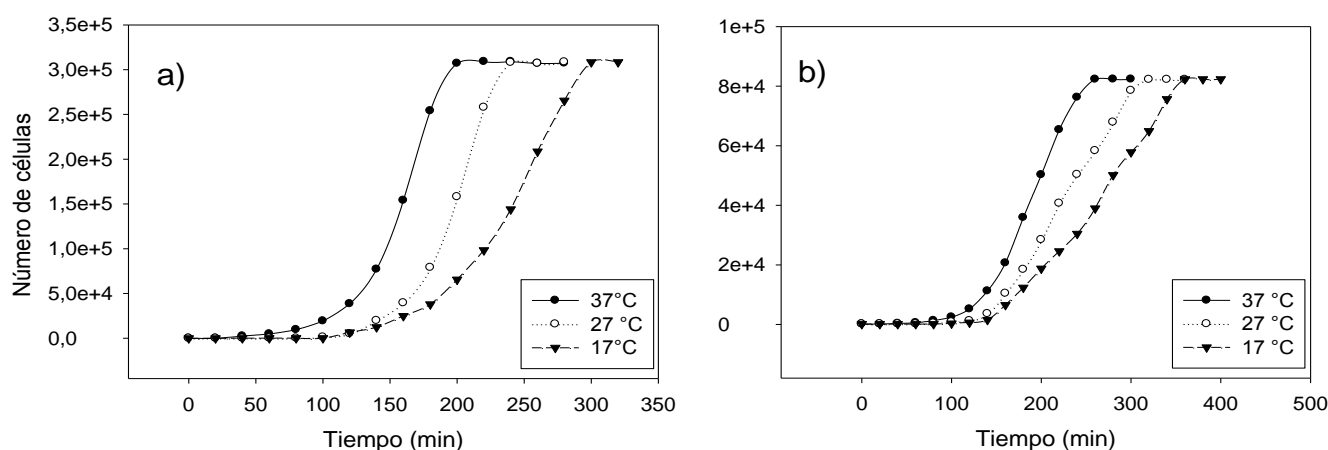 a)
Número de células
3,5e+5
3,0e+5
2,5e+5
2,0e+5
1,5e+5
1,0e+5
5,0e+4
0,0
0 50 100 150 200 250 300 350
Tiempo (min)
37°C
27 °C
17°C
b)
1e+5
8e+4
6e+4
4e+4
2e+4
0
0 100 200 300 400 500
Tiempo (min)
37 °C
27 °C
17 °C